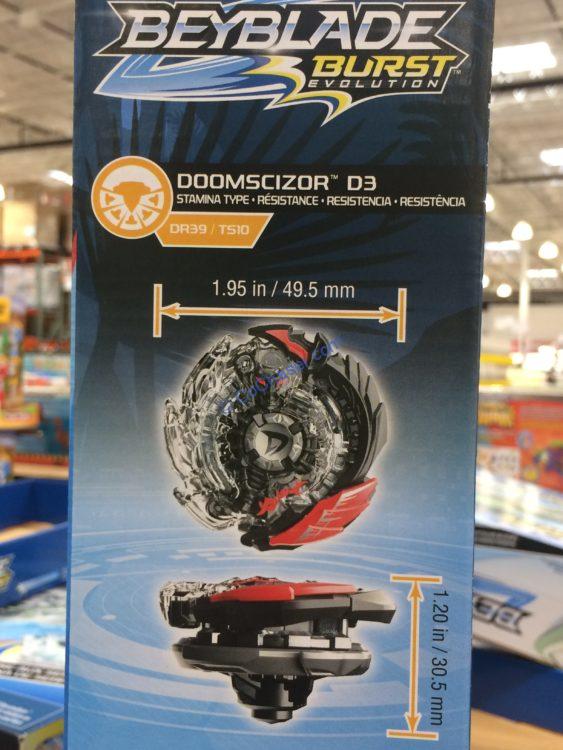 BEYBLADE
BURST™
EVOLUTION
DOOMSCIZOR™ D3
STAMINA TYPE • RÉSISTANCE • RESISTENCIA • RESISTÊNCIA
DR39 / TS10
1.95 in / 49.5 mm
1.20 in / 30.5 mm